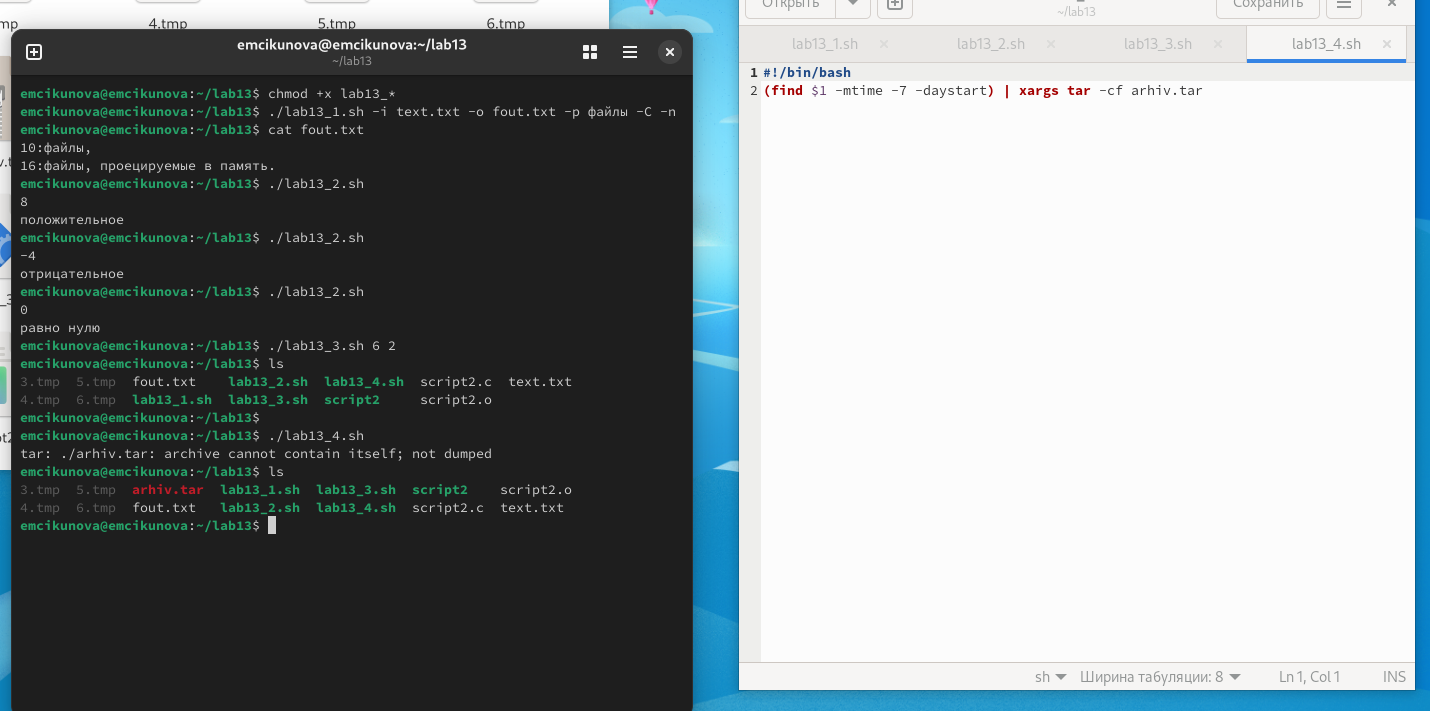 4.tmp 5.tmp 6.tmp
emcikunova@emcikunova:~/lab13
~/lab13
emcikunova@emcikunova:~/lab13$ chmod +x lab13_*
emcikunova@emcikunova:~/lab13$ ./lab13_1.sh -i text.txt -o fout.txt -p файлы -C -n
emcikunova@emcikunova:~/lab13$ cat fout.txt
10:файлы,
16:файлы, проецируемые в память.
emcikunova@emcikunova:~/lab13$ ./lab13_2.sh
8
положительное
emcikunova@emcikunova:~/lab13$ ./lab13_2.sh
-4
отрицательное
emcikunova@emcikunova:~/lab13$ ./lab13_2.sh
0
равно нулю
emcikunova@emcikunova:~/lab13$ ./lab13_3.sh 6 2
emcikunova@emcikunova:~/lab13$ ls
3.tmp  5.tmp  fout.txt    lab13_2.sh  lab13_4.sh  script2.c  text.txt
4.tmp  6.tmp  lab13_1.sh  lab13_3.sh  script2     script2.o
emcikunova@emcikunova:~/lab13$
emcikunova@emcikunova:~/lab13$ ./lab13_4.sh
tar: ./arhiv.tar: archive cannot contain itself; not dumped
emcikunova@emcikunova:~/lab13$ ls
3.tmp  5.tmp  arhiv.tar  lab13_1.sh  lab13_3.sh  script2    script2.o
4.tmp  6.tmp  fout.txt   lab13_2.sh  lab13_4.sh  script2.c  text.txt
emcikunova@emcikunova:~/lab13$
Открыть
~/lab13
Сохранить
lab13_1.sh × lab13_2.sh × lab13_3.sh × lab13_4.sh ×
1 #!/bin/bash
2 (find $1 -mtime -7 -daystart) | xargs tar -cf arhiv.tar
sh Ширина табуляции: 8 Ln 1, Col 1 INS